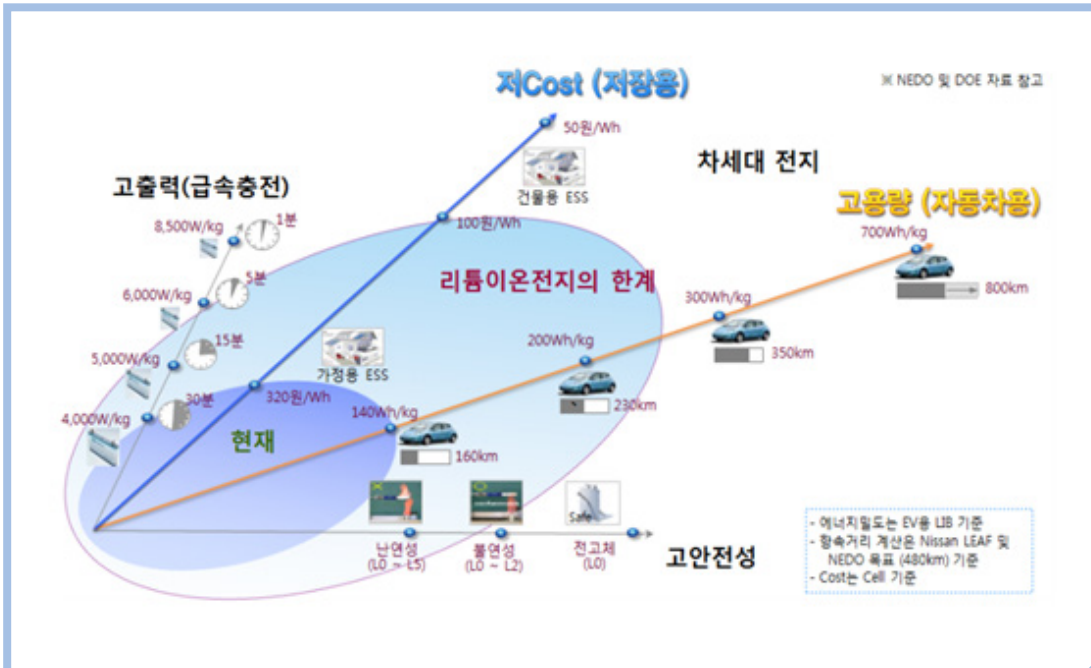 저Cost (저장용)
※ NEDO 및 DOE 자료 참고
50원/Wh
차세대 전지
고출력(급속충전)
건물용 ESS
고용량 (자동차용)
8,500W/kg
1분
100원/Wh
700Wh/kg
리튬이온전지의 한계
5분
6,000W/kg
300Wh/kg
800km
15분
5,000W/kg
200Wh/kg
350km
가정용 ESS
30분
320원/Wh
140Wh/kg
230km
4,000W/kg
현재
160km
Safe
난연성
(L0 ~ L5)
불연성
(L0 ~ L2)
전고체
(L0)
고안전성
- 에너지밀도는 EV용 LIB 기준
- 항속거리 계산은 Nissan LEAF 및
NEDO 목표 (480km) 기준
- Cost는 Cell 기준